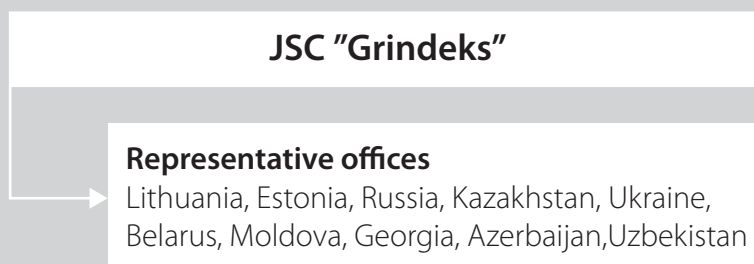 JSC "Grindeks"
Representative offices
Lithuania, Estonia, Russia, Kazakhstan, Ukraine,
Belarus, Moldova, Georgia, Azerbaijan,Uzbekistan